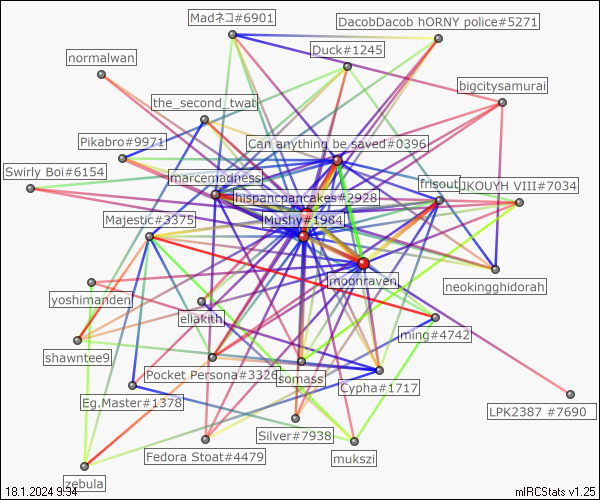 Madネコ#6901
DacobDacob hORNY police#5271
Duck#1245
normalwan
bigcitysamurai
the_second_twat
Pikabro#9971
Can anything be saved#0396
Swirly Boi#6154
marcemadness
frisout
JKOUYH VIII#7034
hispancpancakes#2928
Majestic#3375
Mushy#1984
moonraven
neokingghidorah
yoshimanden
eliakith
ming#4742
shawntee9
Pocket Persona#3326
somass
Cypha#1717
Eg.Master#1378
LPK2387 #7690
Silver#7938
Fedora Stoat#4479
mukszi
zebula
18.1.2024 9:34
mIRCStats v1.25